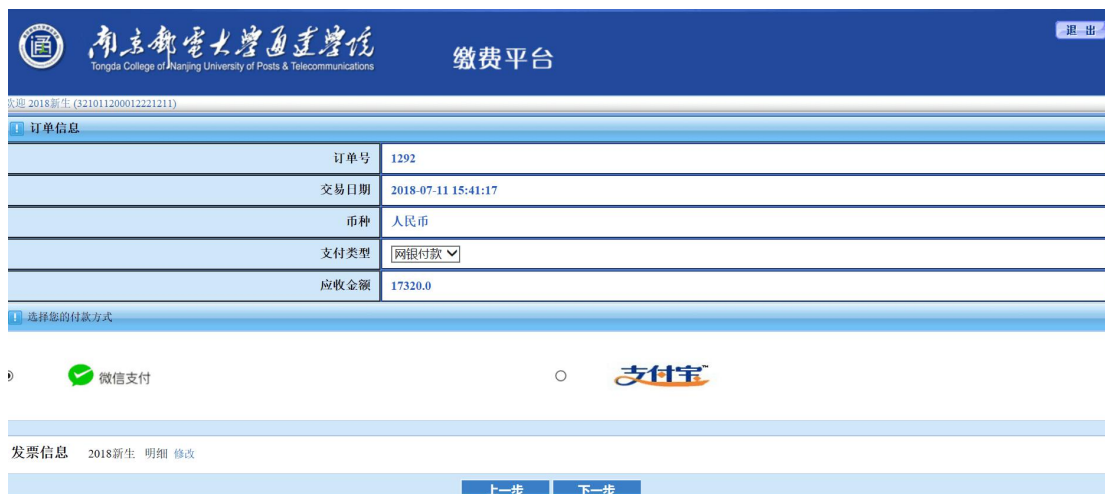 南京邮电大学通达学院
Tongda College of Nanjing University of Posts & Telecommunications
缴费平台
退 出
欢迎 2018新生 (321011200012221211)
订单信息
订单号 1292
交易日期 2018-07-11 15:41:17
币种 人民币
支付类型 网银付款
应收金额 17320.0
选择您的付款方式
微信支付 支付宝
发票信息 2018新生 明细 修改
上一步 下一步